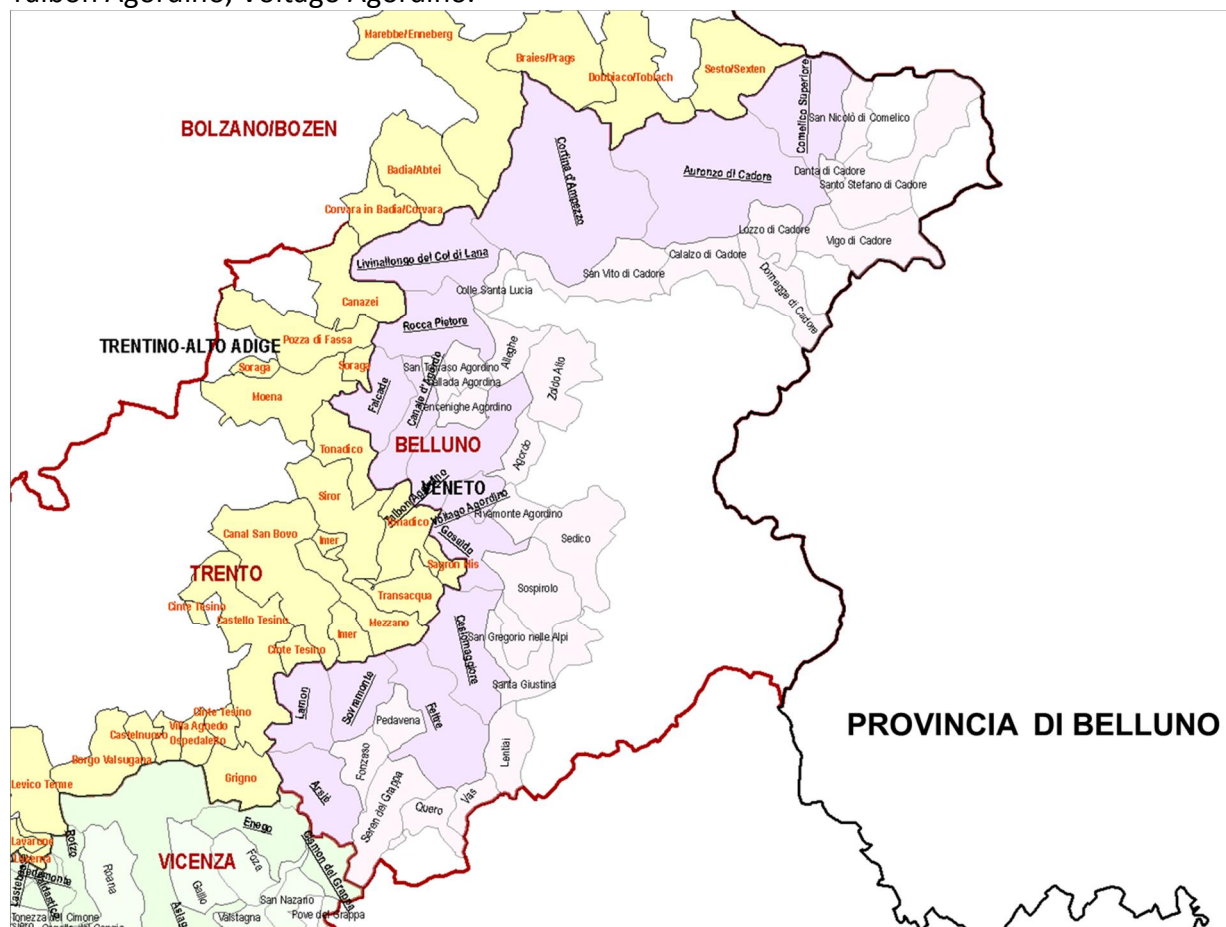 Taibon Agordino, Voltago Agordino.
Marebbe/Enneberg
Braies/Prags
Dobbiaco/Toblach
Sesto/Sexten
Comelico Superiore
San Nicolò di Comelico
BOLZANO/BOZEN
Cortina d'Ampezzo
Badia/Abtei
Auronzo di Cadore
Danta di Cadore
Santo Stefano di Cadore
Corvara in Badia/Corvara
Lozzo di Cadore
Vigo di Cadore
Livinallongo del Col di Lana
San Vito di Cadore
Calalzo di Cadore
Domegge di Cadore
Colle Santa Lucia
Canazei
Rocca Pietore
TRENTINO-ALTO ADIGE
Pozza di Fassa
Alleghe
Soraga
Soraga
San Tomaso Agordino
Zoldo Alto
Moena
Falcade
Canale d'Agordo
Vallada Agordina
Cencenighe Agordino
BELLUNO
Tonadico
Agordo
Siror
Taibon Agordino
VENETO
Tonadico
Voltago Agordino
Rivamonte Agordino
Canal San Bovo
Imer
Gosaldo
Sedico
Sagron Mis
TRENTO
Sospirolo
Transacqua
Cinte Tesino
Castello Tesino
Imer
Mezzano
San Gregorio nelle Alpi
Cinte Tesino
Cesiomaggiore
Santa Giustina
Lamon
Sovramonte
Feltre
Pedavena
Cinte Tesino
Villa Agnedo
Castelnuovo
Ospedaletto
PROVINCIA DI BELLUNO
Borgo Valsugana
Fonzaso
Lentiai
Levico Terme
Grigno
Arsiè
Seren del Grappa
Quero
Vas
Enego
Lavarone
Rotzo
Cismon del Grappa
VICENZA
Foza
Roana
Gallio
San Nazario
Asiago
Valstagna
Pove del Grappa
Tonezza del Cimone